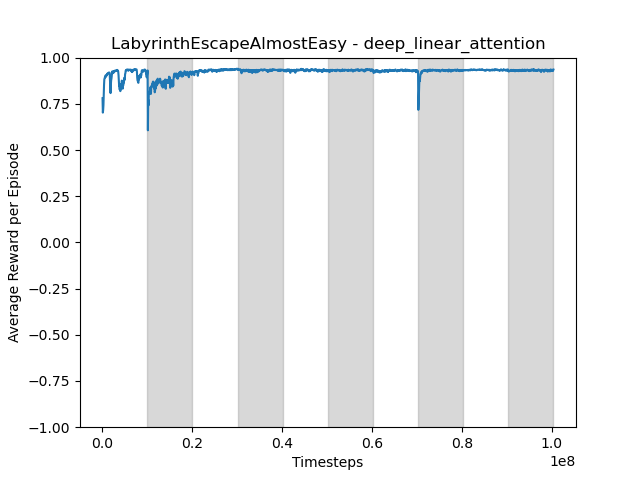 LabyrinthEscapeAlmostEasy - deep_linear_attention
Average Reward per Episode
1.00
0.75
0.50
0.25
0.00
−0.25
−0.50
−0.75
−1.00
0.0 0.2 0.4 0.6 0.8 1.0
1e8
Timesteps